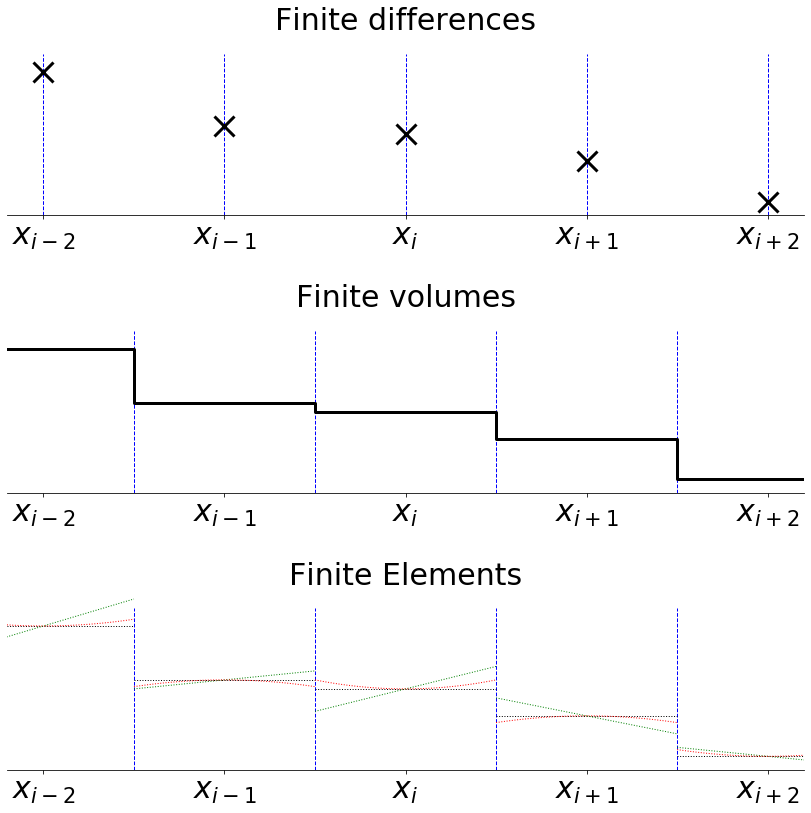 Finite differences
x_{i−2} x_{i−1} x_i x_{i+1} x_{i+2}
Finite volumes
x_{i−2} x_{i−1} x_i x_{i+1} x_{i+2}
Finite Elements
x_{i−2} x_{i−1} x_i x_{i+1} x_{i+2}